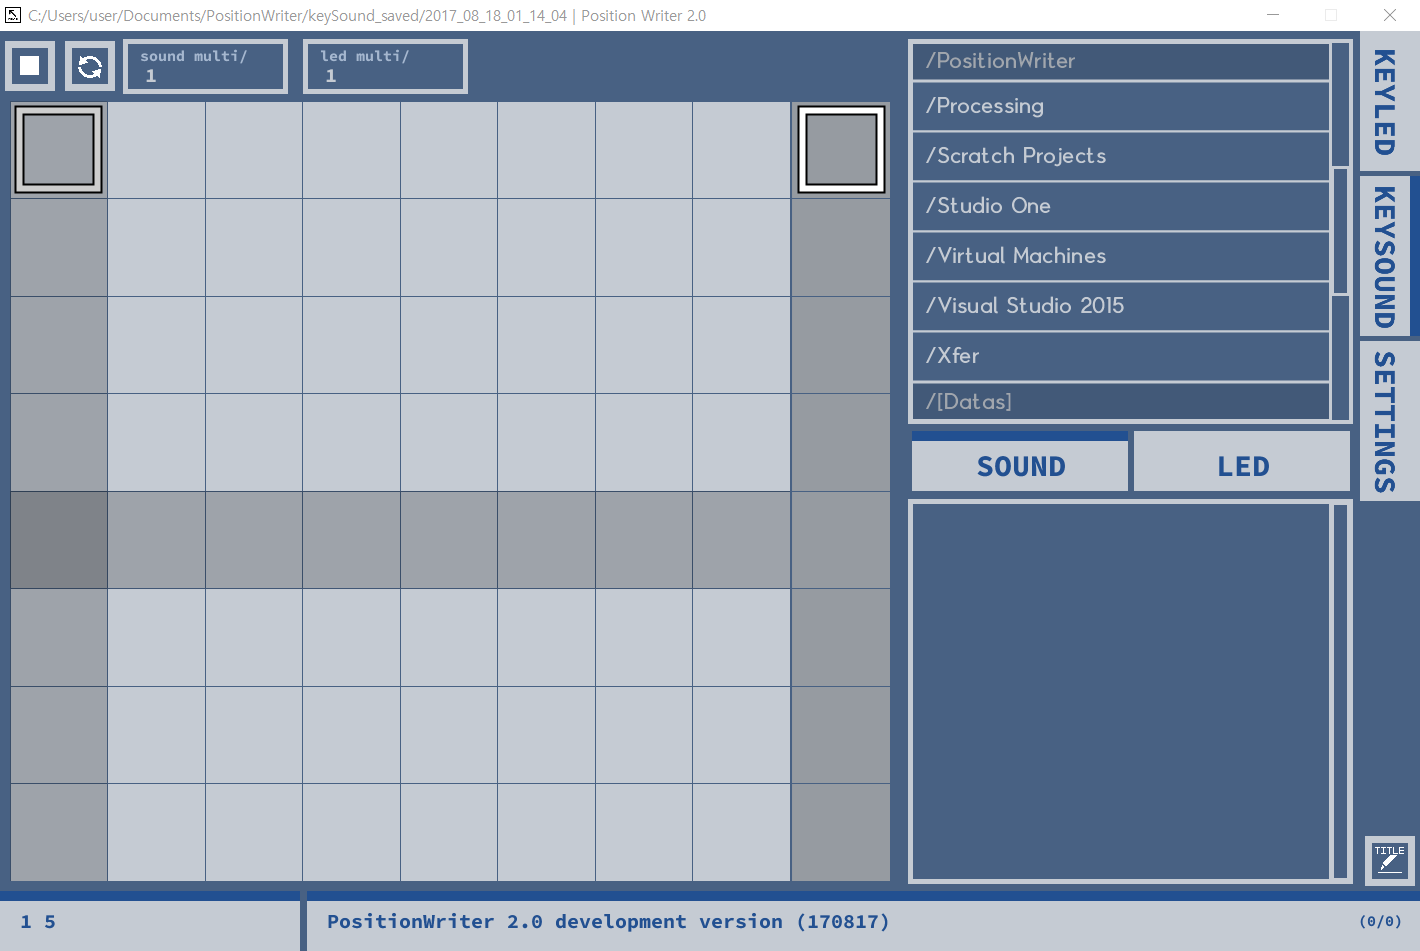 C:/Users/user/Documents/PositionWriter/keySound_saved/2017_08_18_01_14_04 | Position Writer 2.0
sound multi/
1
led multi/
1
/PositionWriter
/Processing
/Scratch Projects
/Studio One
/Virtual Machines
/Visual Studio 2015
/Xfer
/[Datas]
SOUND
LED
KEYLED
KEYSOUND
SETTINGS
TITLE
1 5
PositionWriter 2.0 development version (170817)
(0/0)